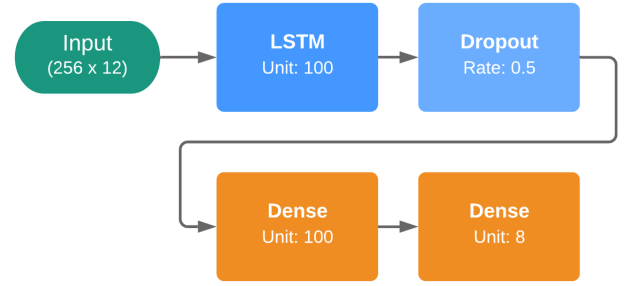 Input
(256 x 12)
LSTM
Unit: 100
Dropout
Rate: 0.5
Dense
Unit: 100
Dense
Unit: 8